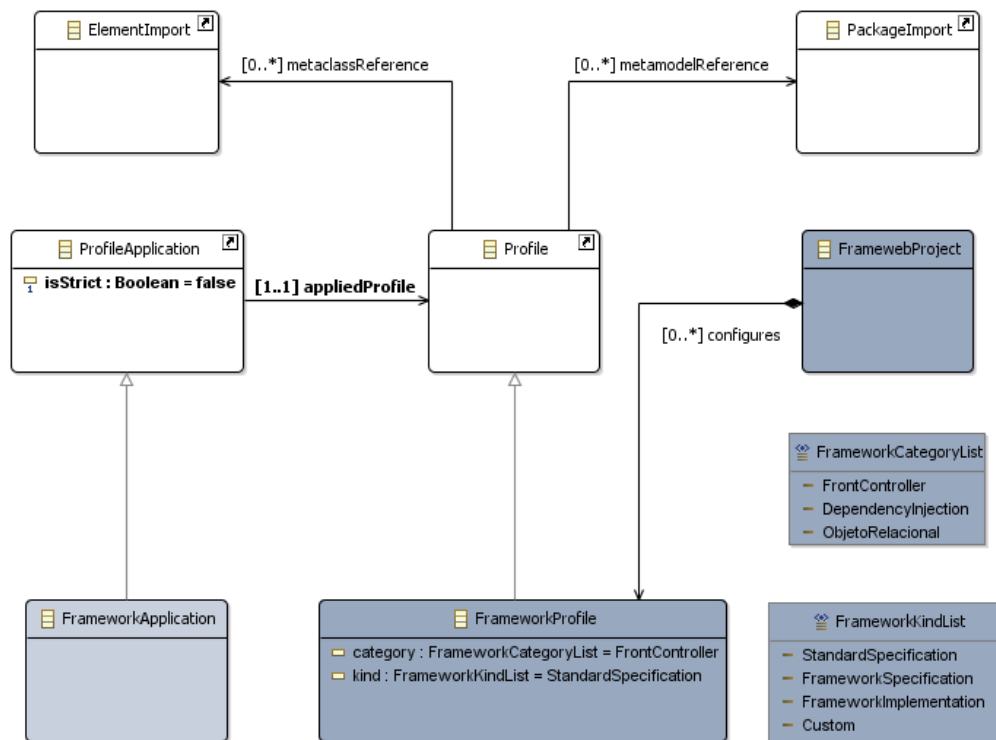 ElementImport
PackageImport
[0..*] metaclassReference
[0..*] metamodelReference
ProfileApplication
isStrict : Boolean = false
1
[1..1] appliedProfile
Profile
FramewebProject
[0..*] configures
FrameworkCategoryList
FrontController
DependencyInjection
ObjetoRelacional
FrameworkApplication
FrameworkProfile
category : FrameworkCategoryList = FrontController
kind : FrameworkKindList = StandardSpecification
FrameworkKindList
StandardSpecification
FrameworkSpecification
FrameworkImplementation
Custom